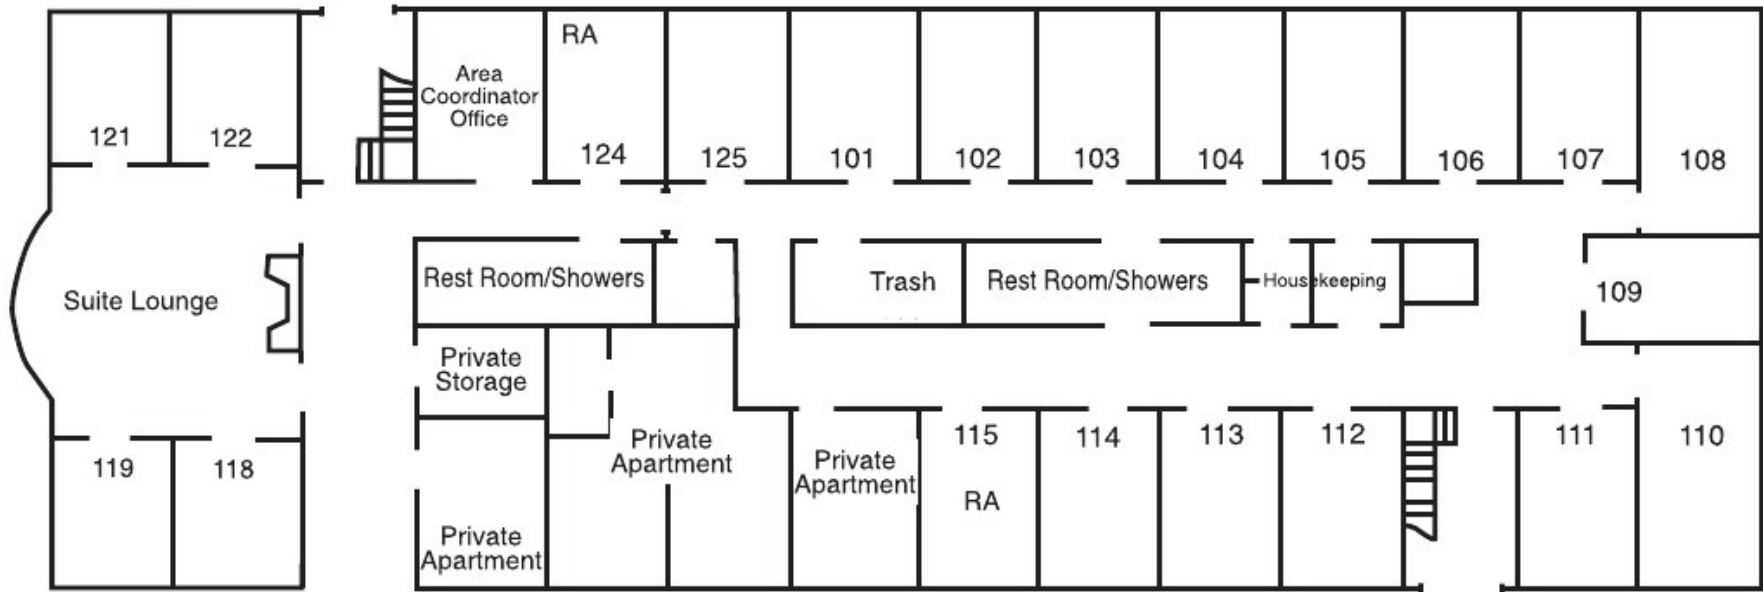 RA
Area
Coordinator
Office
121
122
124
125
101
102
103
104
105
106
107
108
Rest Room/Showers
Trash
Rest Room/Showers
Housekeeping
109
Suite Lounge
Private
Storage
119
118
Private
Apartment
Private
Apartment
Private
Apartment
115
RA
114
113
112
111
110